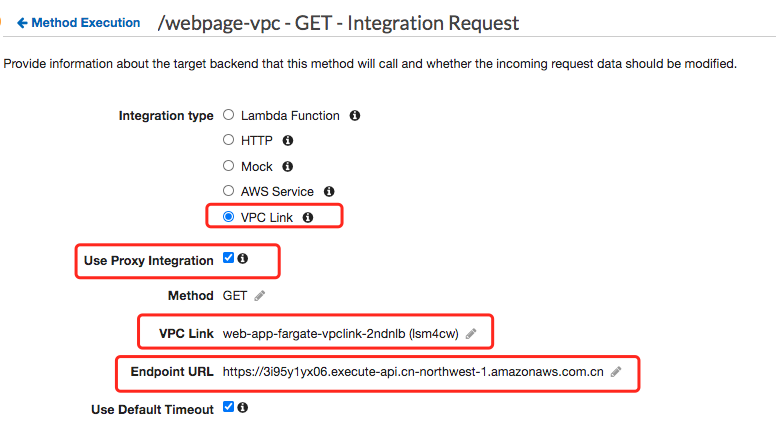 Method Execution /webpage-vpc - GET - Integration Request
Provide information about the target backend that this method will call and whether the incoming request data should be modified.
Integration type Lambda Function
HTTP
Mock
AWS Service
VPC Link
Use Proxy Integration
Method GET
VPC Link web-app-fargate-vpclink-2ndnlb (lsm4cw)
Endpoint URL https://3i95y1yx06.execute-api.cn-northwest-1.amazonaws.com.cn
Use Default Timeout